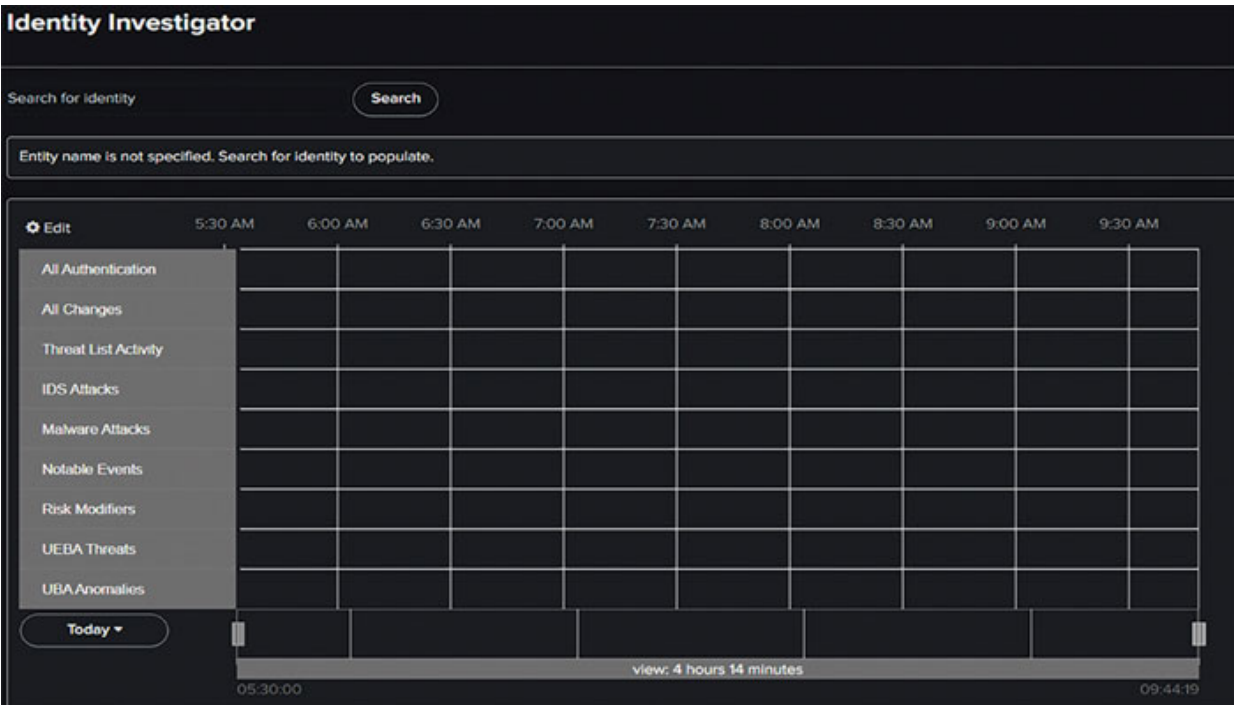 Identity Investigator
Search for identity
Search
Entity name is not specified. Search for identity to populate.
Edit 5:30 AM 6:00 AM 6:30 AM 7:00 AM 7:30 AM 8:00 AM 8:30 AM 9:00 AM 9:30 AM
All Authentication
All Changes
Threat List Activity
IDS Attacks
Malware Attacks
Notable Events
Risk Modifiers
UEBA Threats
UBA Anomalies
Today
view: 4 hours 14 minutes
05:30:00 09:44:19